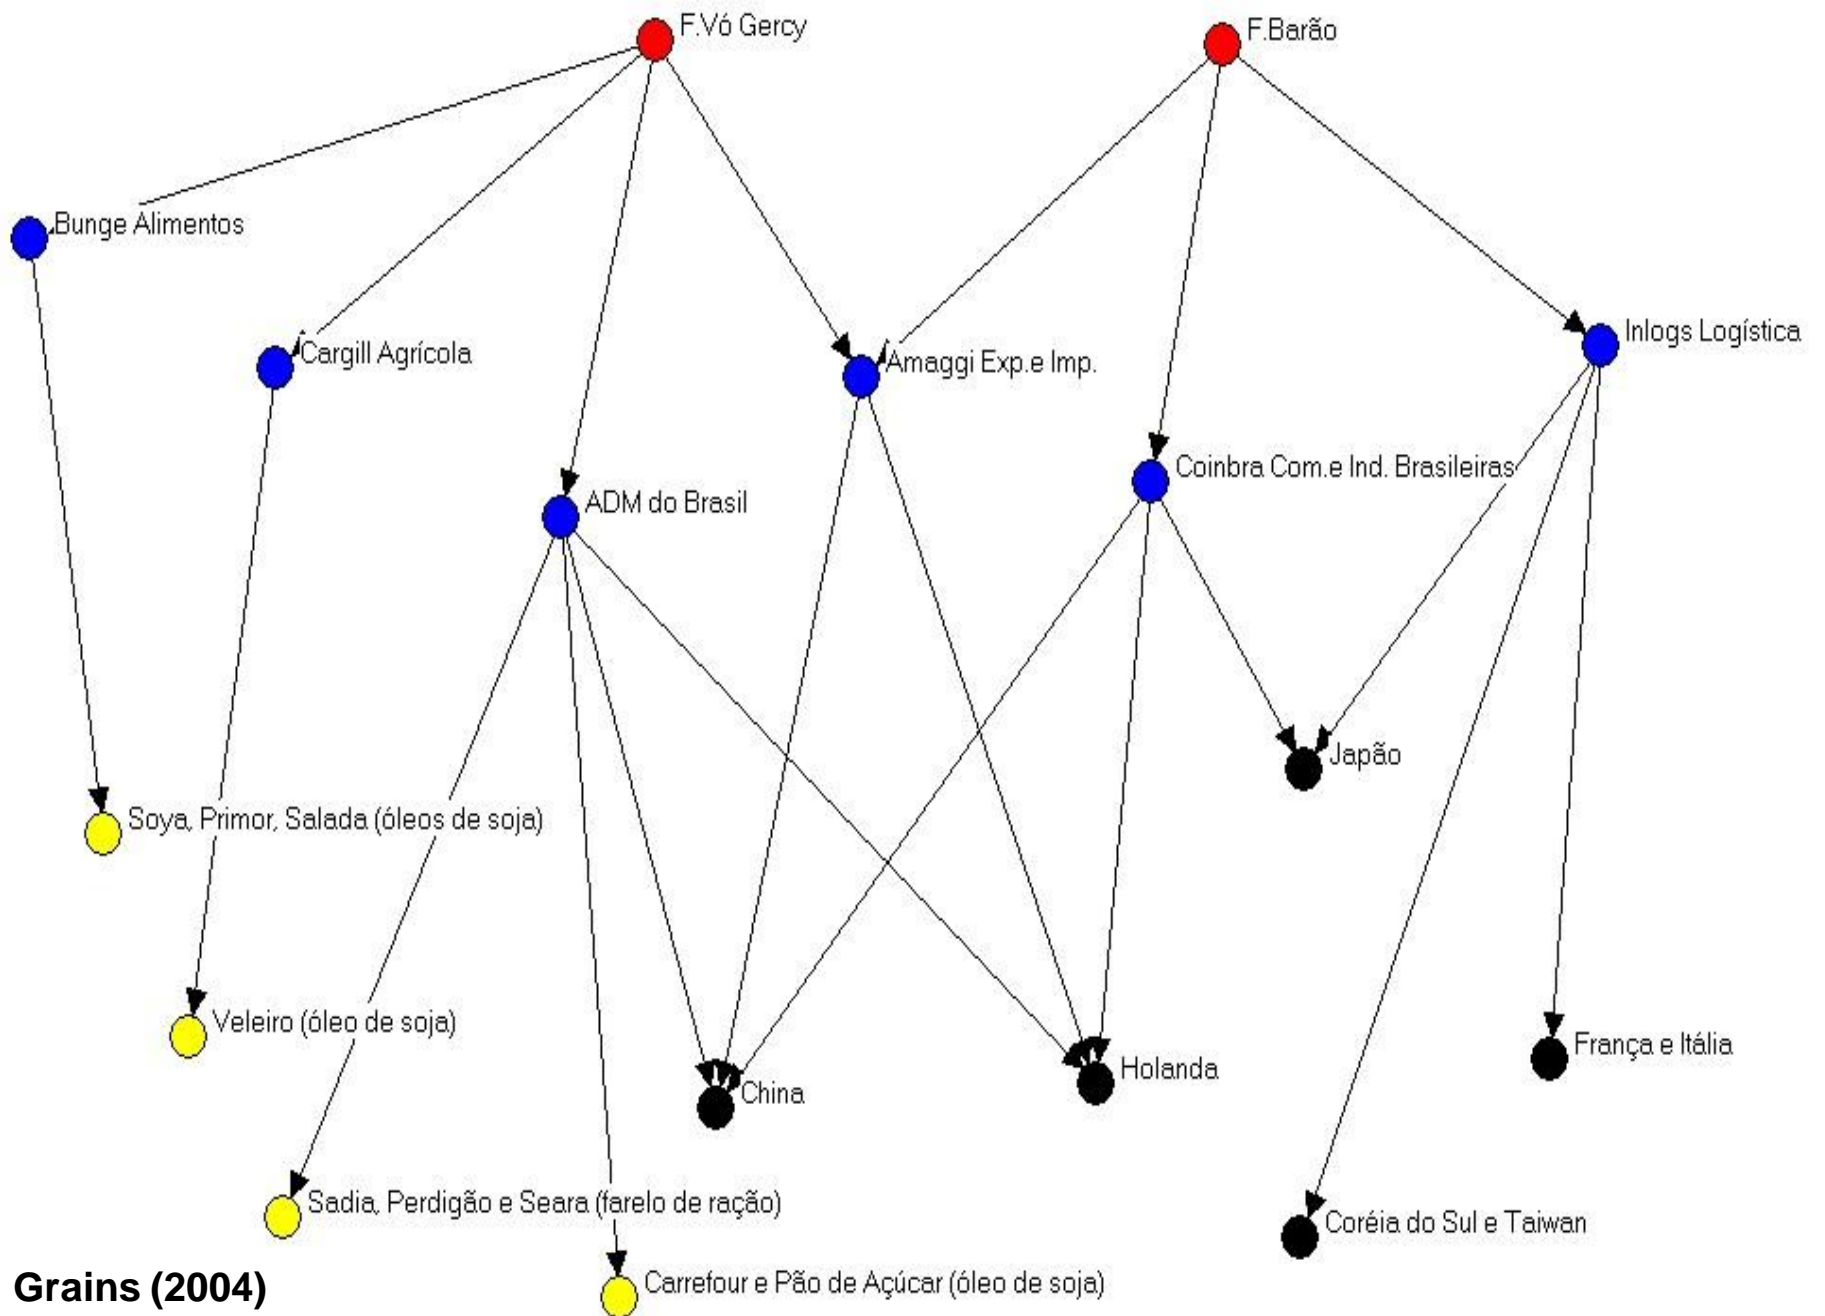 F.Vó Gercy
F.Barão
Bunge Alimentos
Inlogs Logística
Cargill Agrícola
Amaggi Exp.e Imp.
Coinbra Com.e Ind. Brasileiras
ADM do Brasil
Japão
Soya, Primor, Salada (óleos de soja)
Veleiro (óleo de soja)
França e Itália
Holanda
China
Sadia, Perdigão e Seara (farelo de ração)
Coréia do Sul e Taiwan
Carrefour e Pão de Açúcar (óleo de soja)
Grains (2004)